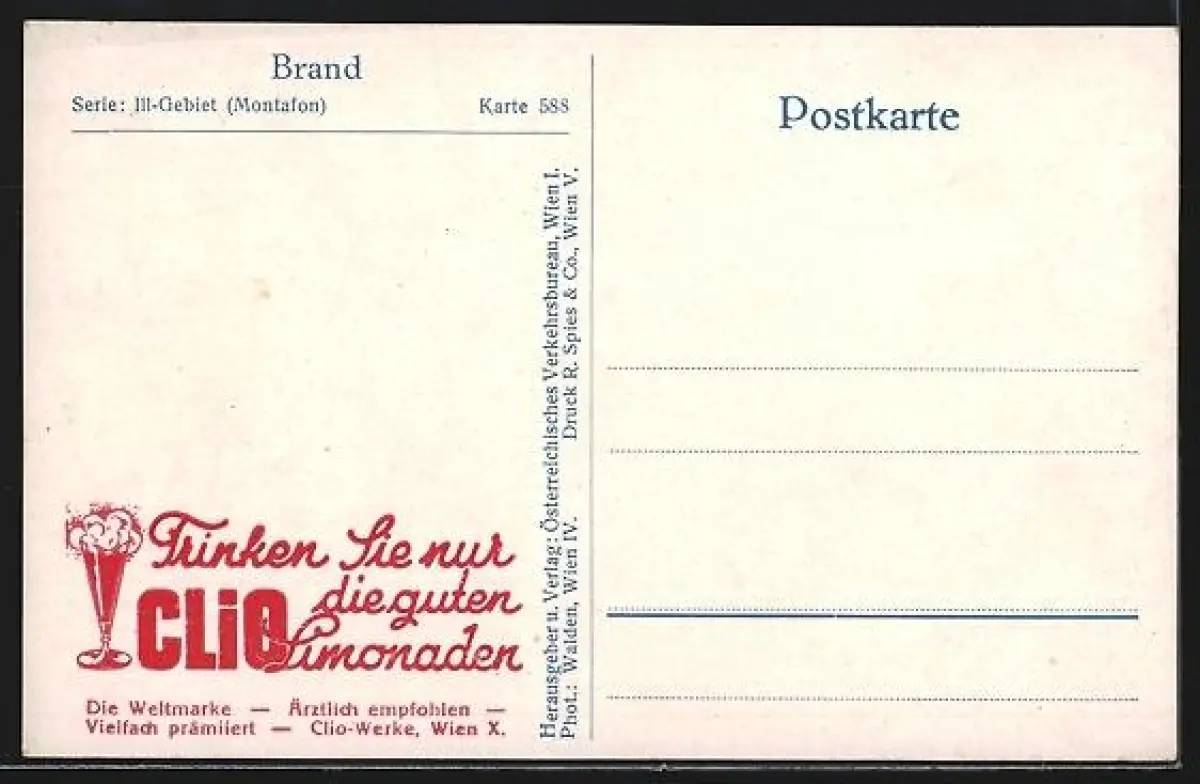 Brand
Serie: Ill-Gebiet (Montafon) Karte 588
Postkarte
Herausgeber u. Verlag: Österreichisches Verkehrsbureau, Wien I.
Phot.: Walden, Wien IV. Druck R. Spies & Co., Wien V.
Trinken Sie nur
die guten
CLiO Limonaden
Die Weltmarke — Ärztlich empfohlen —
Vielfach prämiiert — Clio-Werke, Wien X.